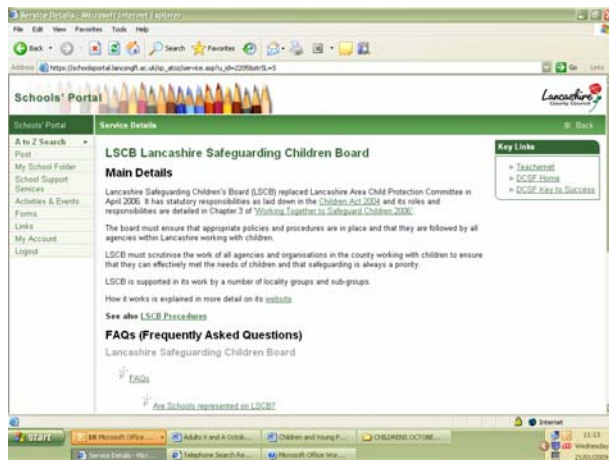 Service Details - Microsoft Internet Explorer
File Edit View Favorites Tools Help
Back Search Favorites
Address
Go Links
Schools' Portal
Lancashire
County Council
Schools' Portal
Service Details
Back
A to Z Search
Post
My School Folder
School Support
Services
Activities & Events
Forms
Links
My Account
Logout
LSCB Lancashire Safeguarding Children Board
Main Details
Lancashire Safeguarding Children's Board (LSCB) replaced Lancashire Area Child Protection Committee in
April 2006. It has statutory responsibilities as laid down in the Children Act 2004 and its roles and
responsibilities are detailed in Chapter 3 of 'Working Together to Safeguard Children 2006'.
The board must ensure that appropriate policies and procedures are in place and that they are followed by all
agencies within Lancashire working with children.
LSCB must scrutinise the work of all agencies and organisations in the county working with children to ensure
that they can effectively met the needs of children and that safeguarding is always a priority.
LSCB is supported in its work by a number of locality groups and sub-groups.
How it works is explained in more detail on its website.
See also LSCB Procedures
FAQs (Frequently Asked Questions)
Lancashire Safeguarding Children Board
FAQs
Are Schools represented on LSCB?
Key Links
Teachernet
DCSF Home
DCSF Key to Success
Internet
start
Microsoft Office ...
Adults V and A Octob...
Children and Young F...
CHILDRENS OCTOBE...
11:13
Wednesday
Service Details - Micr...
Telephone Search Re...
Microsoft Office Wor...